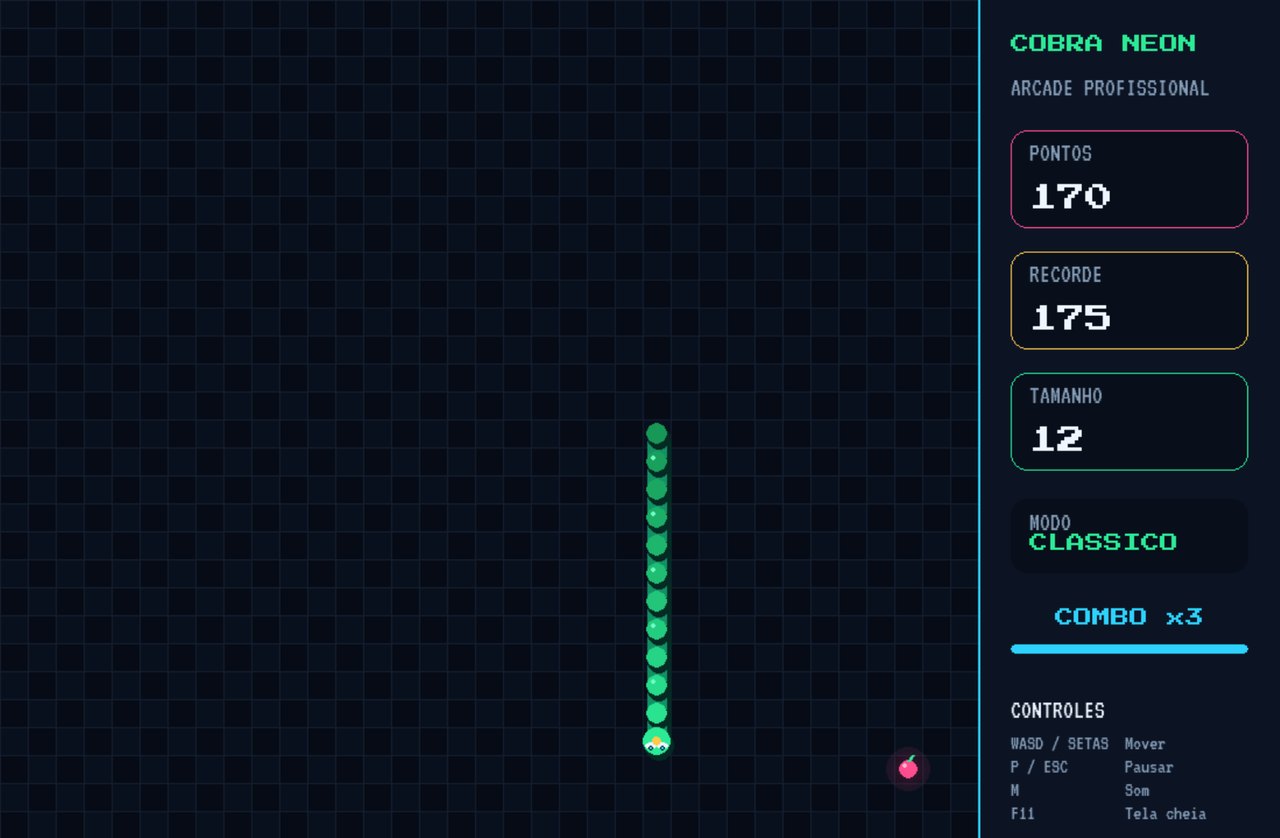 COBRA NEON
ARCADE PROFISSIONAL
PONTOS
170
RECORDE
175
TAMANHO
12
MODO
CLASSICO
COMBO x3
CONTROLES
WASD / SETAS Mover
P / ESC Pausar
M Som
F11 Tela cheia